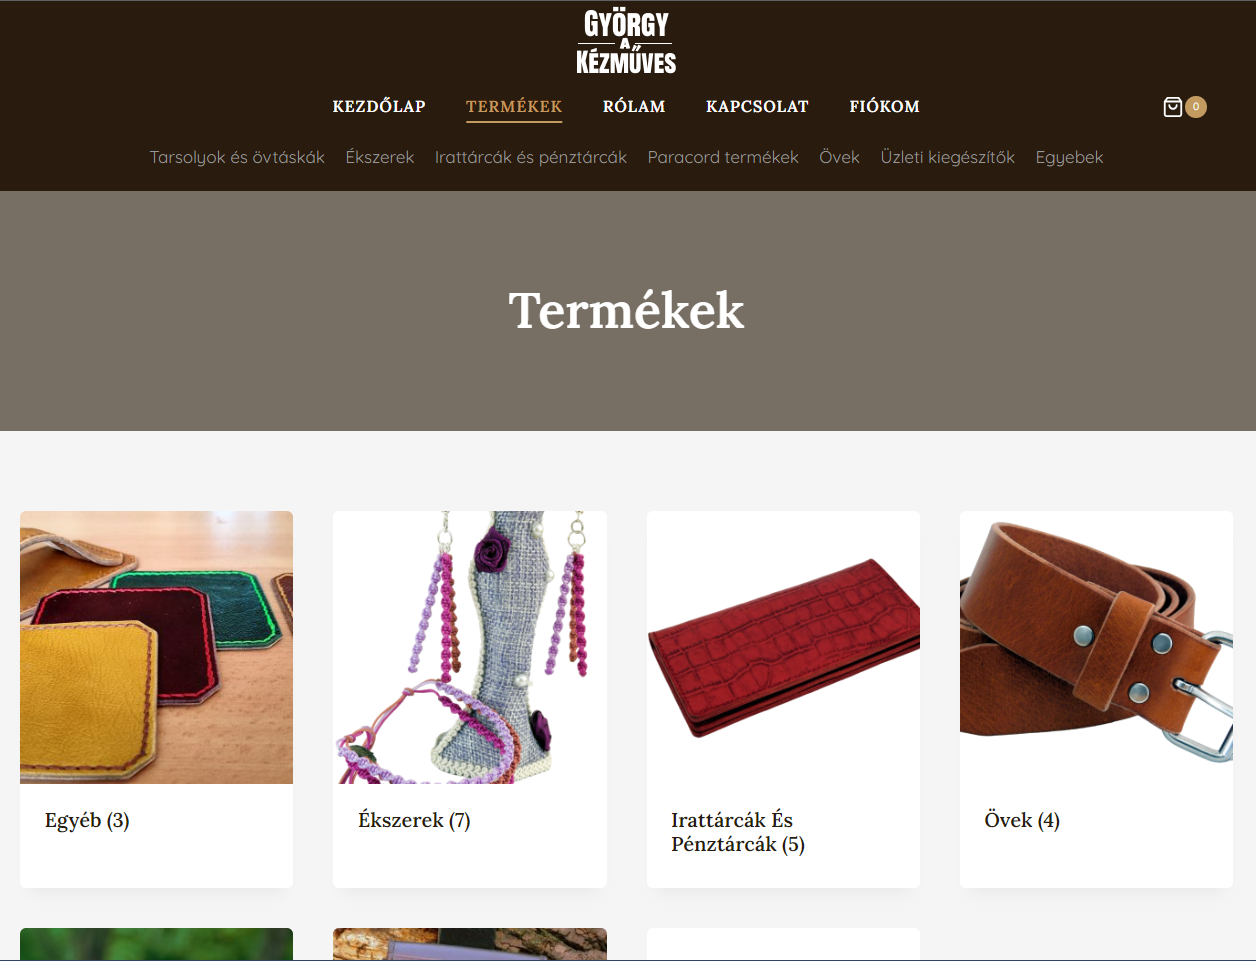 GYÖRGY
A
KÉZMŰVES
KEZDŐLAP TERMÉKEK RÓLAM KAPCSOLAT FIÓKOM 0
Tarsolyok és övtáskák Ékszerek Irattárcák és pénztárcák Paracord termékek Övek Üzleti kiegészítők Egyebek
Termékek
Egyéb (3)
Ékszerek (7)
Irattárcák És
Pénztárcák (5)
Övek (4)